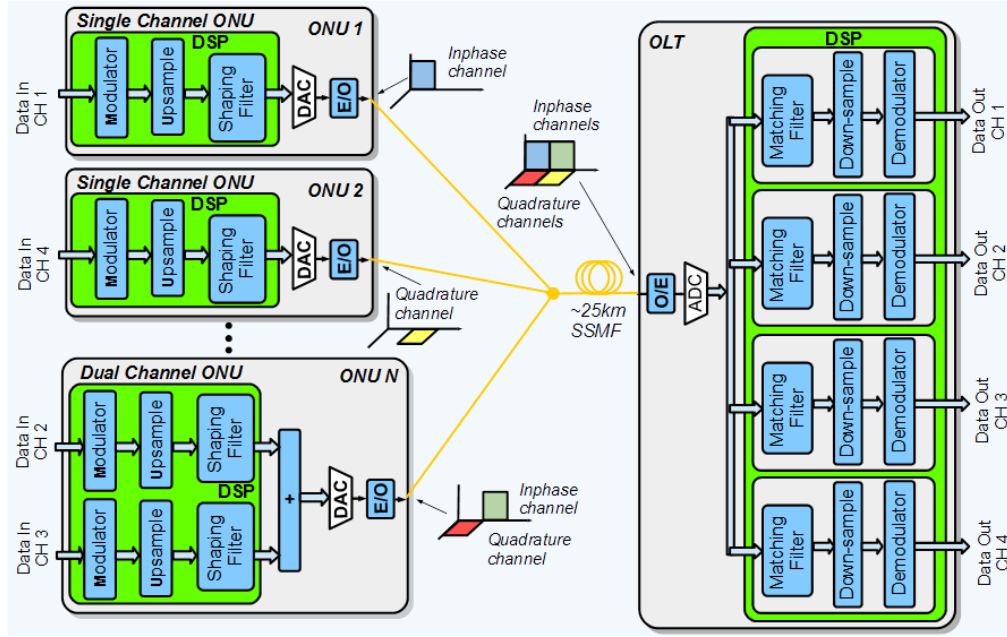 Single Channel ONU
ONU 1
DSP
Data In
CH 1
Modulator
Upsample
Shaping
Filter
DAC
E/O
Inphase
channel
Single Channel ONU
ONU 2
DSP
Data In
CH 4
Modulator
Upsample
Shaping
Filter
DAC
E/O
Quadrature
channel
Dual Channel ONU
ONU N
Data In
CH 2
Modulator
Upsample
Shaping
Filter
DSP
Data In
CH 3
Modulator
Upsample
Shaping
Filter
+
DAC
E/O
Inphase
channel
Quadrature
channel
Inphase
channels
Quadrature
channels
~25km
SSMF
OLT
O/E
ADC
DSP
Matching
Filter
Down-sample
Demodulator
Data Out
CH 1
Matching
Filter
Down-sample
Demodulator
Data Out
CH 2
Matching
Filter
Down-sample
Demodulator
Data Out
CH 3
Matching
Filter
Down-sample
Demodulator
Data Out
CH 4